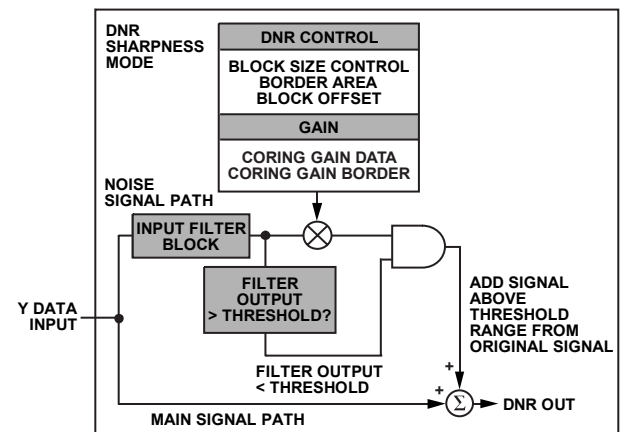 DNR
SHARPNESS
MODE
DNR CONTROL
BLOCK SIZE CONTROL
BORDER AREA
BLOCK OFFSET
GAIN
CORING GAIN DATA
CORING GAIN BORDER
NOISE
SIGNAL PATH
INPUT FILTER
BLOCK
FILTER
OUTPUT
> THRESHOLD?
Y DATA
INPUT
FILTER OUTPUT
< THRESHOLD
ADD SIGNAL
ABOVE
THRESHOLD
RANGE FROM
ORIGINAL SIGNAL
+
+
Σ
DNR OUT
MAIN SIGNAL PATH